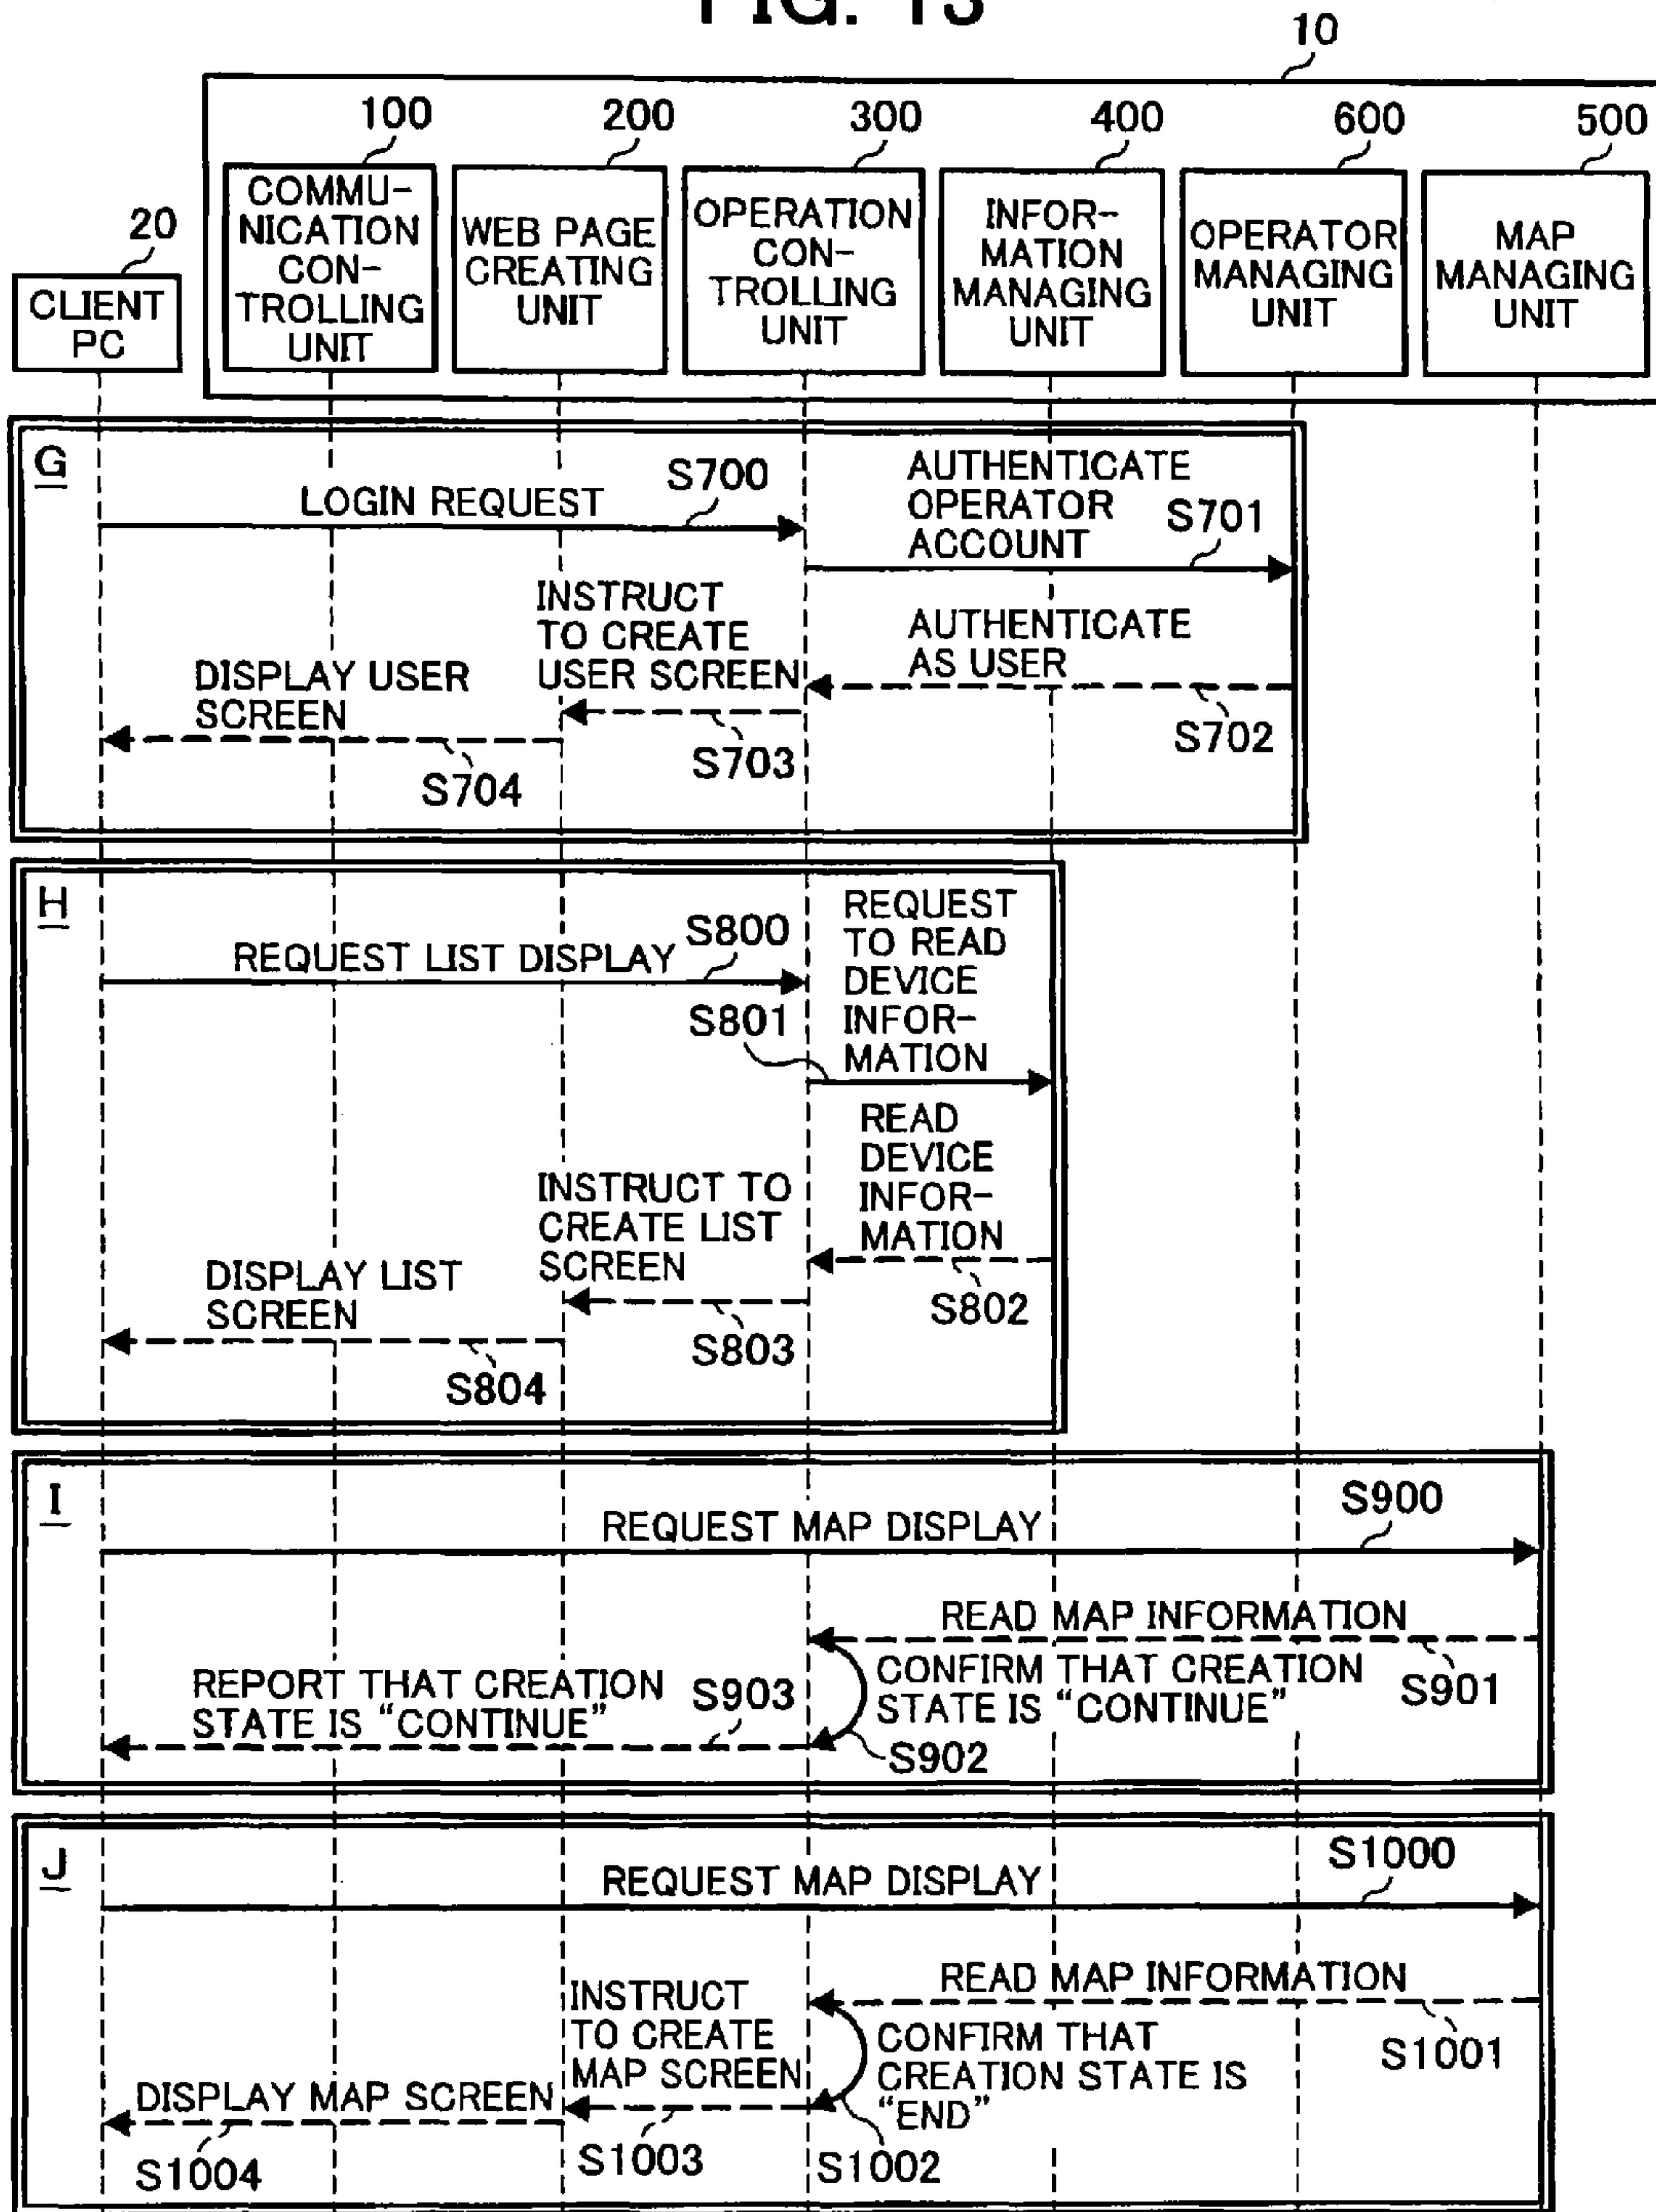 FIG. 13
10
100
200
300
400
600
500
20
CLIENT
PC
COMMU-
NICATION
CON-
TROLLING
UNIT
WEB PAGE
CREATING
UNIT
OPERATION
CON-
TROLLING
UNIT
INFOR-
MATION
MANAGING
UNIT
OPERATOR
MANAGING
UNIT
MAP
MANAGING
UNIT
G
LOGIN REQUEST
S700
AUTHENTICATE
OPERATOR
ACCOUNT
S701
INSTRUCT
TO CREATE
USER SCREEN
AUTHENTICATE
AS USER
DISPLAY USER
SCREEN
S702
S703
S704
H
REQUEST LIST DISPLAY
S800
REQUEST
TO READ
DEVICE
INFOR-
MATION
S801
READ
DEVICE
INFOR-
MATION
INSTRUCT TO
CREATE LIST
SCREEN
DISPLAY LIST
SCREEN
S802
S803
S804
I
REQUEST MAP DISPLAY
S900
READ MAP INFORMATION
S901
CONFIRM THAT CREATION
STATE IS “CONTINUE”
REPORT THAT CREATION
STATE IS “CONTINUE”
S903
S902
J
REQUEST MAP DISPLAY
S1000
READ MAP INFORMATION
S1001
INSTRUCT
TO CREATE
MAP SCREEN
CONFIRM THAT
CREATION STATE IS
“END”
DISPLAY MAP SCREEN
S1004
S1003
S1002